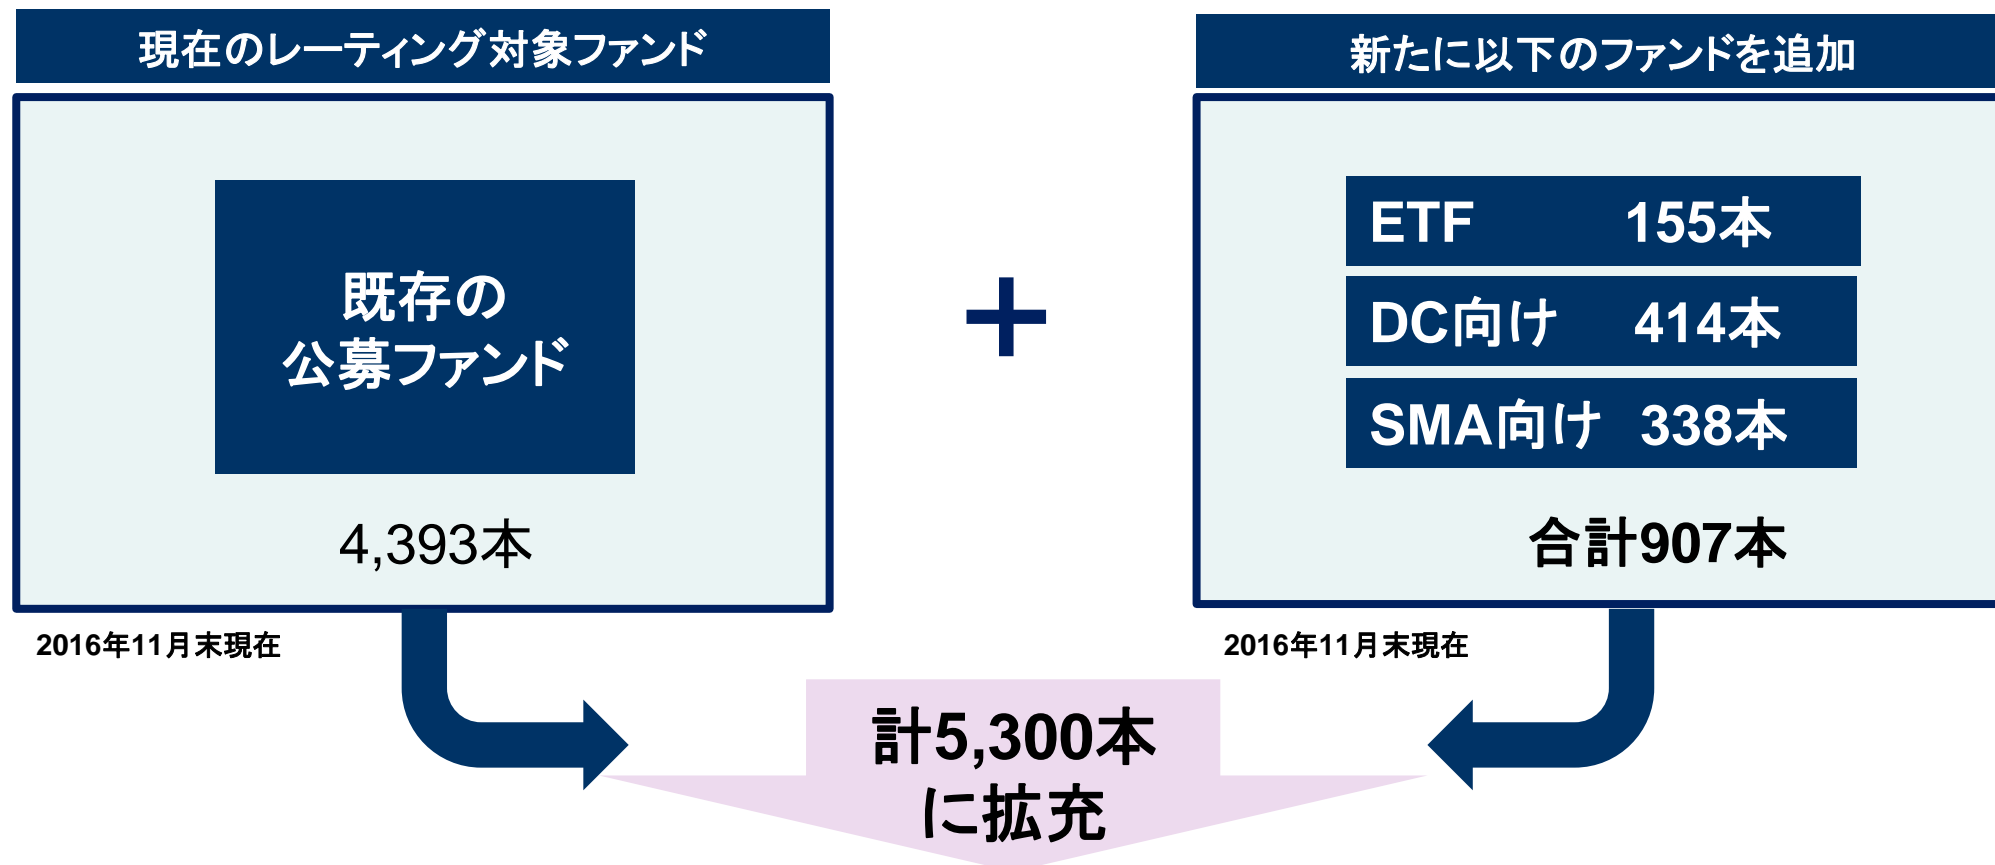 現在のレーティング対象ファンド
既存の
公募ファンド
4,393本
2016年11月末現在
＋
新たに以下のファンドを追加
ETF 155本
DC向け 414本
SMA向け 338本
合計907本
2016年11月末現在
計5,300本
に拡充